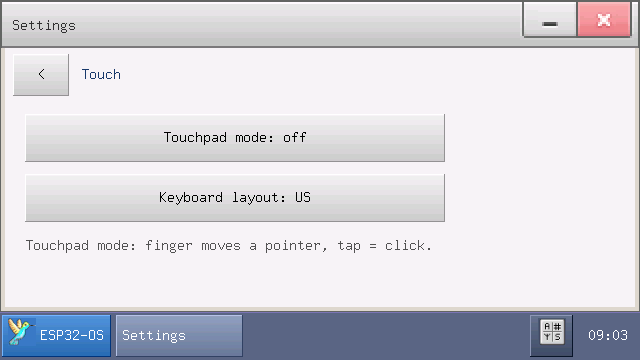 Settings
< Touch
Touchpad mode: off
Keyboard layout: US
Touchpad mode: finger moves a pointer, tap = click.
ESP32-OS Settings A# TS 09:03